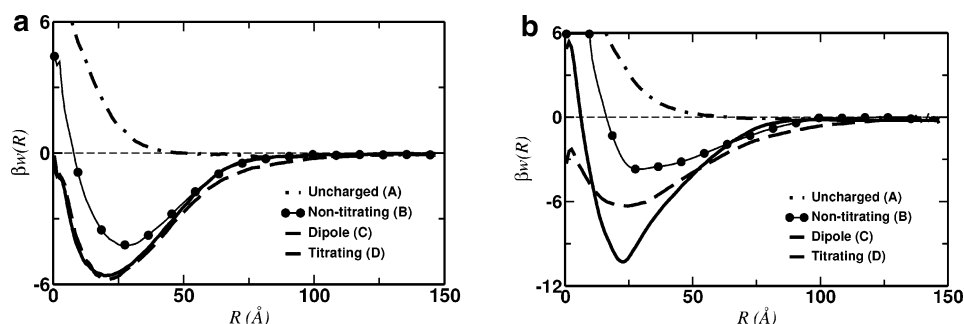 a
6
βw(R)
0
Uncharged (A)
Non-titrating (B)
Dipole (C)
Titrating (D)
-6
0
50
100
150
R (Å)
b
6
0
βw(R)
-6
Uncharged (A)
Non-titrating (B)
Dipole (C)
Titrating (D)
-12
0
50
100
150
R (Å)